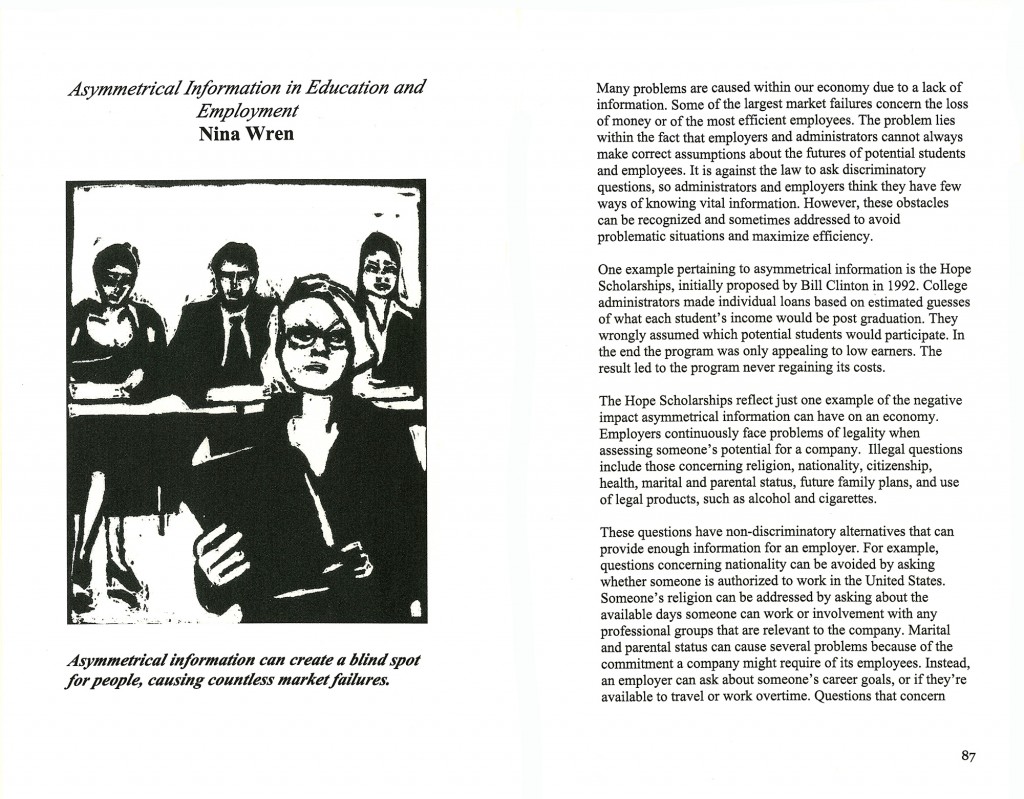 Asymmetrical Information in Education and
Employment
Nina Wren
Asymmetrical information can create a blind spot
for people, causing countless market failures.
Many problems are caused within our economy due to a lack of
information. Some of the largest market failures concern the loss
of money or of the most efficient employees. The problem lies
within the fact that employers and administrators cannot always
make correct assumptions about the futures of potential students
and employees. It is against the law to ask discriminatory
questions, so administrators and employers think they have few
ways of knowing vital information. However, these obstacles
can be recognized and sometimes addressed to avoid
problematic situations and maximize efficiency.
One example pertaining to asymmetrical information is the Hope
Scholarships, initially proposed by Bill Clinton in 1992. College
administrators made individual loans based on estimated guesses
of what each student's income would be post graduation. They
wrongly assumed which potential students would participate. In
the end the program was only appealing to low earners. The
result led to the program never regaining its costs.
The Hope Scholarships reflect just one example of the negative
impact asymmetrical information can have on an economy.
Employers continuously face problems of legality when
assessing someone's potential for a company.  Illegal questions
include those concerning religion, nationality, citizenship,
health, marital and parental status, future family plans, and use
of legal products, such as alcohol and cigarettes.
These questions have non-discriminatory alternatives that can
provide enough information for an employer. For example,
questions concerning nationality can be avoided by asking
whether someone is authorized to work in the United States.
Someone's religion can be addressed by asking about the
available days someone can work or involvement with any
professional groups that are relevant to the company. Marital
and parental status can cause several problems because of the
commitment a company might require of its employees. Instead,
an employer can ask about someone's career goals, or if they're
available to travel or work overtime. Questions that concern
87